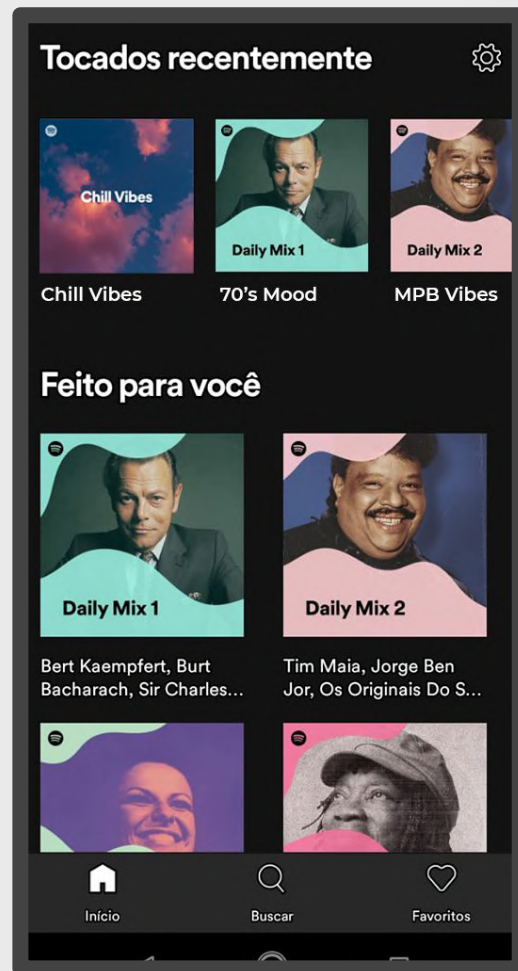 Tocados recentemente
Chill Vibes
Daily Mix 1
Daily Mix 2
Chill Vibes
70's Mood
MPB Vibes
Feito para você
Daily Mix 1
Daily Mix 2
Bert Kaempfert, Burt
Bacharach, Sir Charles...
Tim Maia, Jorge Ben
Jor, Os Originais Do S...
Início
Buscar
Favoritos